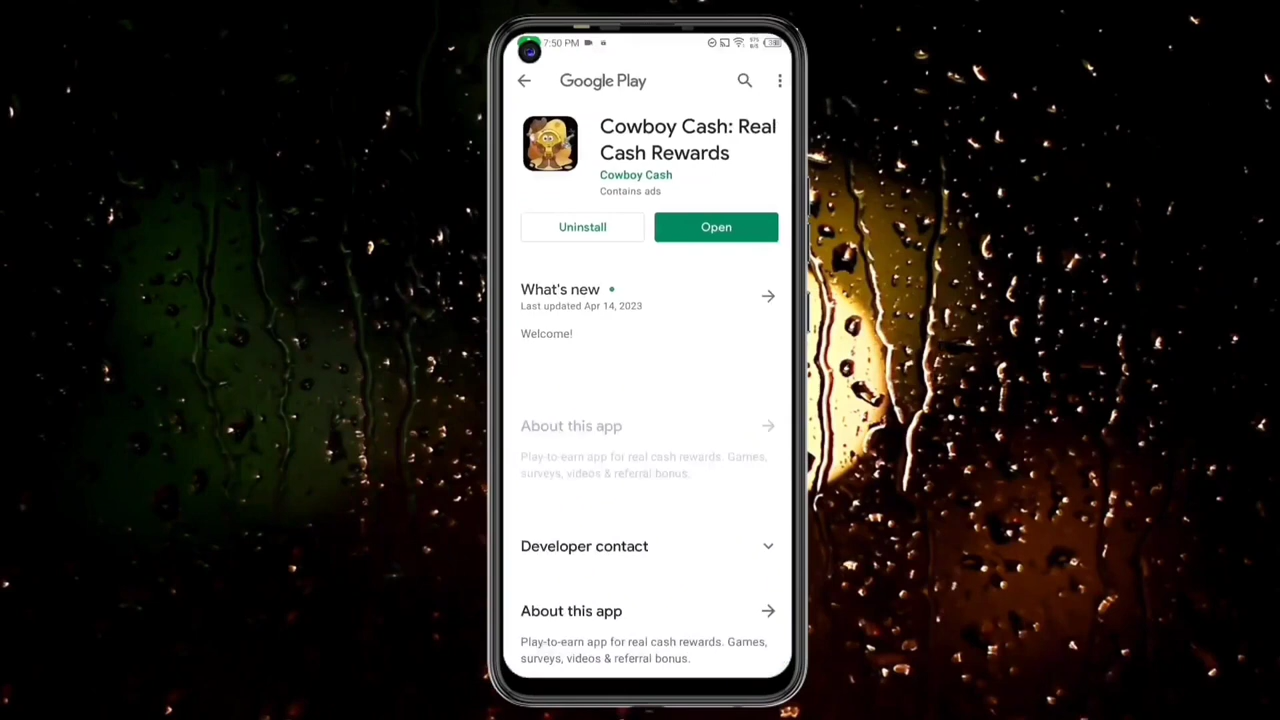 7:50 PM
Google Play
Cowboy Cash: Real
Cash Rewards
Cowboy Cash
Contains ads
Uninstall
Open
What's new
Last updated Apr 14, 2023
Welcome!
About this app
Play-to-earn app for real cash rewards. Games,
surveys, videos & referral bonus.
Developer contact
About this app
Play-to-earn app for real cash rewards. Games,
surveys, videos & referral bonus.